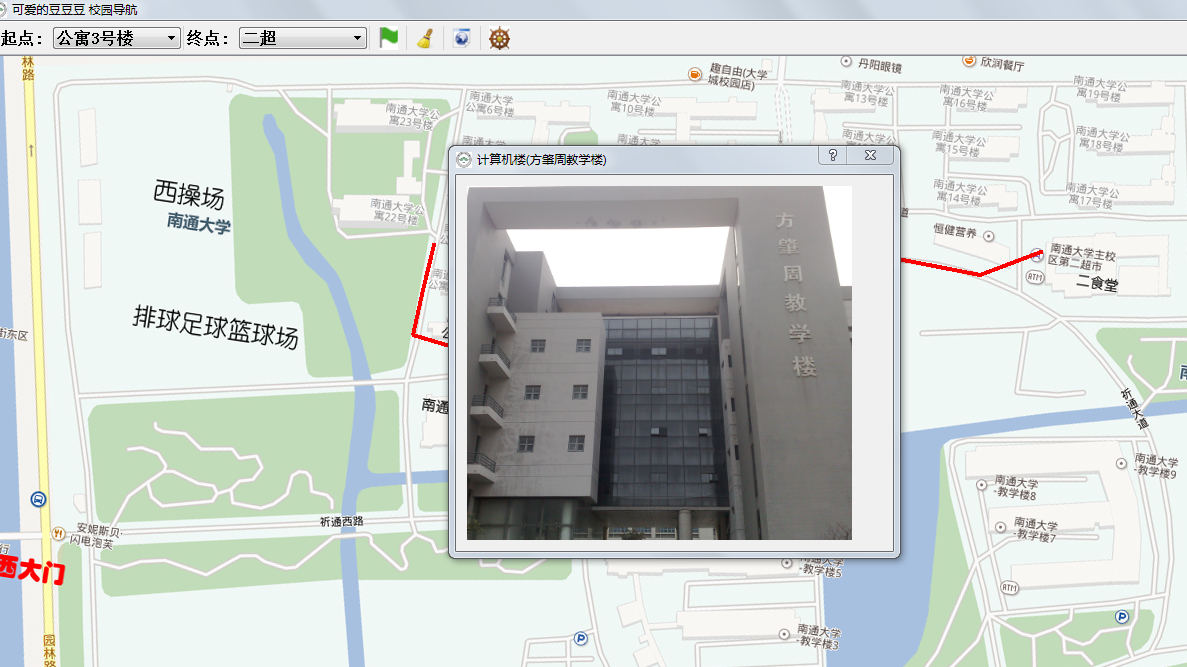 可爱的豆豆豆 校园导航
起点： 公寓3号楼 终点： 二超
林路
趣自由(大学
城校园店)
丹阳眼镜
欣润餐厅
南通大学公
寓23号楼
南通大学
公寓6号楼
南通大学公
寓10号楼
南通大学公
寓13号楼
南通大学公
寓16号楼
南通大学公
寓19号楼
南通大学公
寓15号楼
南通大学公
寓18号楼
南通大学公
寓14号楼
南通大学公
寓17号楼
南通大学公
寓22号楼
西操场
南通大学
排球足球篮球场
街东区
计算机楼(方肇周教学楼)
方肇周教学楼
道
恒健营养
南通大学主校
区第二超市
ATM
二食堂
南通
祈通大道
南通大学
-教学楼9
南通大学
-教学楼8
南通大学
-教学楼7
ATM
祈通西路
安妮斯贝·
闪电泡芙
行
西大门
南通大学
-教学楼5
P
P
南通大学
-教学楼3
园林路